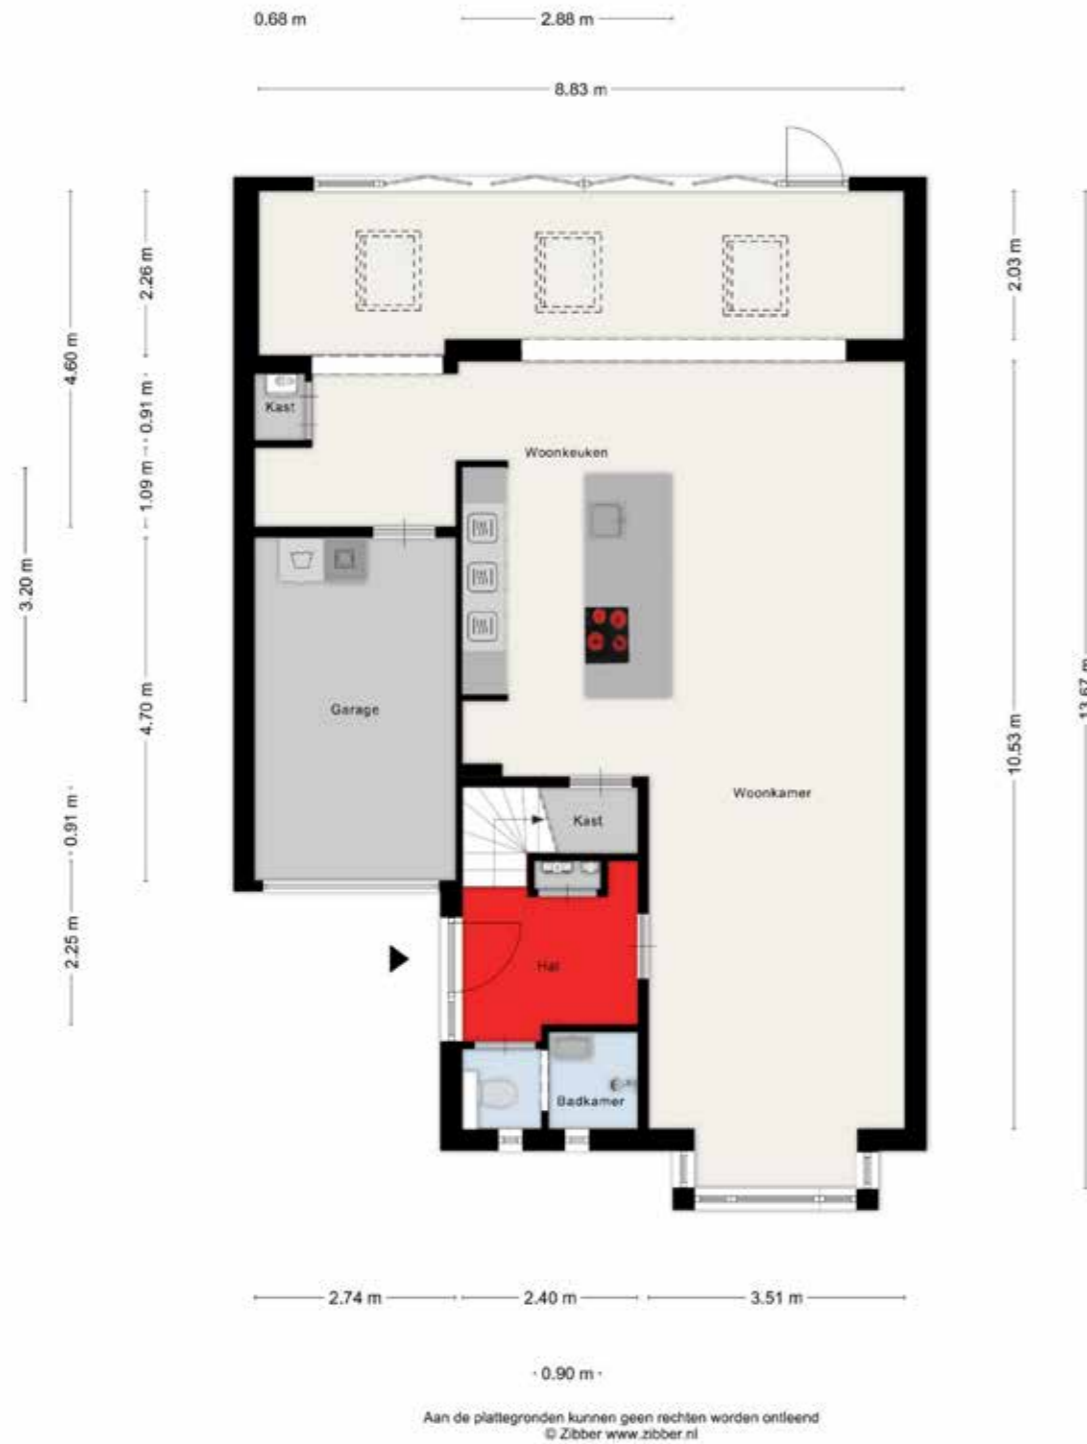 0.68 m
2.88 m
8.83 m
2.26 m
2.03 m
4.60 m
0.91 m
Kast
1.09 m
Woonkeuken
3.20 m
4.70 m
Garage
13.67 m
10.53 m
Woonkamer
0.91 m
Kast
2.25 m
Hal
Badkamer
2.74 m
2.40 m
3.51 m
0.90 m
Aan de plattegronden kunnen geen rechten worden ontleend
© Zibber www.zibber.nl